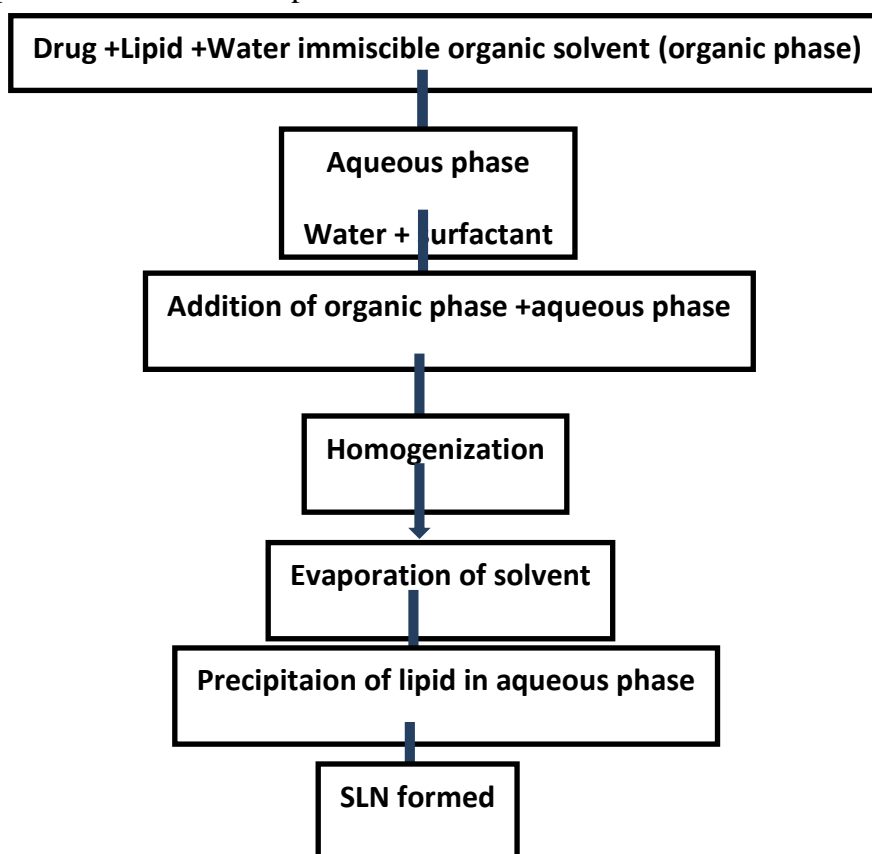 Drug +Lipid +Water immiscible organic solvent (organic phase)
Aqueous phase
Water + surfactant
Addition of organic phase +aqueous phase
Homogenization
Evaporation of solvent
Precipitaion of lipid in aqueous phase
SLN formed